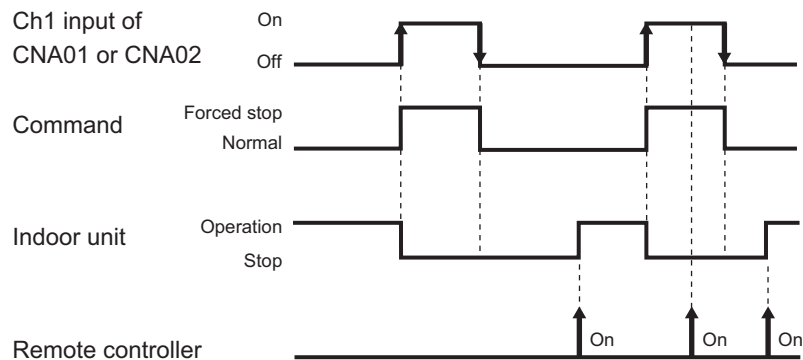 Ch1 input of
CNA01 or CNA02
On
Off
Command
Forced stop
Normal
Indoor unit
Operation
Stop
Remote controller
On
On
On